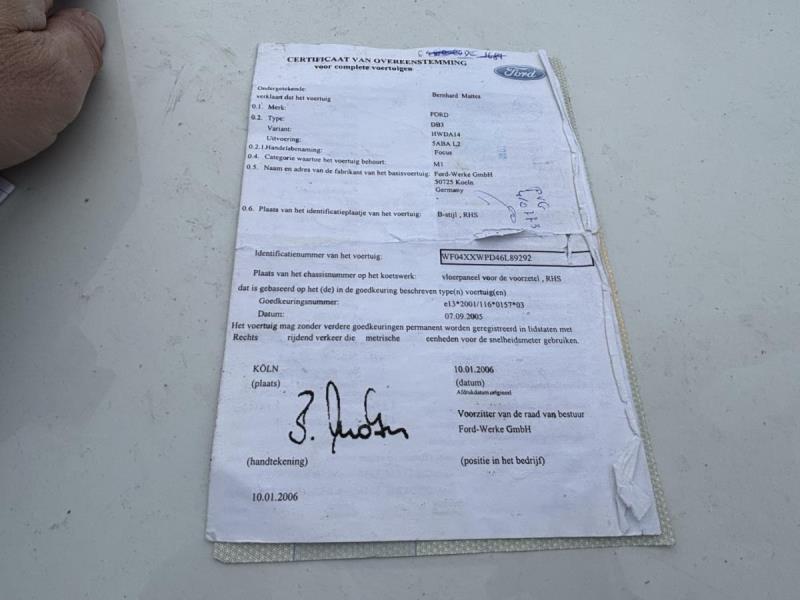 1684
CERTIFICAAT VAN OVEREENSTEMMING
voor complete voertuigen
Ford
Ondergetekende Bernhard Mattes
verklaart dat het voertuig
0.1. Merk: FORD
0.2. Type: DB3
Variant: HWDA14
Uitvoering: 5ABA L2
0.2.1.Handelsbenaming: Focus
0.4. Categorie waartoe het voertuig behoort: M1
0.5. Naam en adres van de fabrikant van het basisvoertuig: Ford-Werke GmbH
50725 Koeln
Germany
0.6. Plaats van het identificatieplaatje van het voertuig: B-stijl , RHS
Identificatienummer van het voertuig: WF04XXWPD46L89292
Plaats van het chassisnummer op het koetswerk: vloerpaneel voor de voorzetel , RHS
dat is gebaseerd op het (de) in de goedkeuring beschreven type(n) voertuig(en)
Goedkeuringsnummer: e13*2001/116*0157*03
Datum: 07.09.2005
Het voertuig mag zonder verdere goedkeuringen permanent worden geregistreerd in lidstaten met
Rechts rijdend verkeer die metrische eenheden voor de snelheidsmeter gebruiken.
KÖLN 10.01.2006
(plaats) (datum)
Afdrukdatum origineel
Voorzitter van de raad van bestuur
Ford-Werke GmbH
(handtekening) (positie in het bedrijf)
10.01.2006